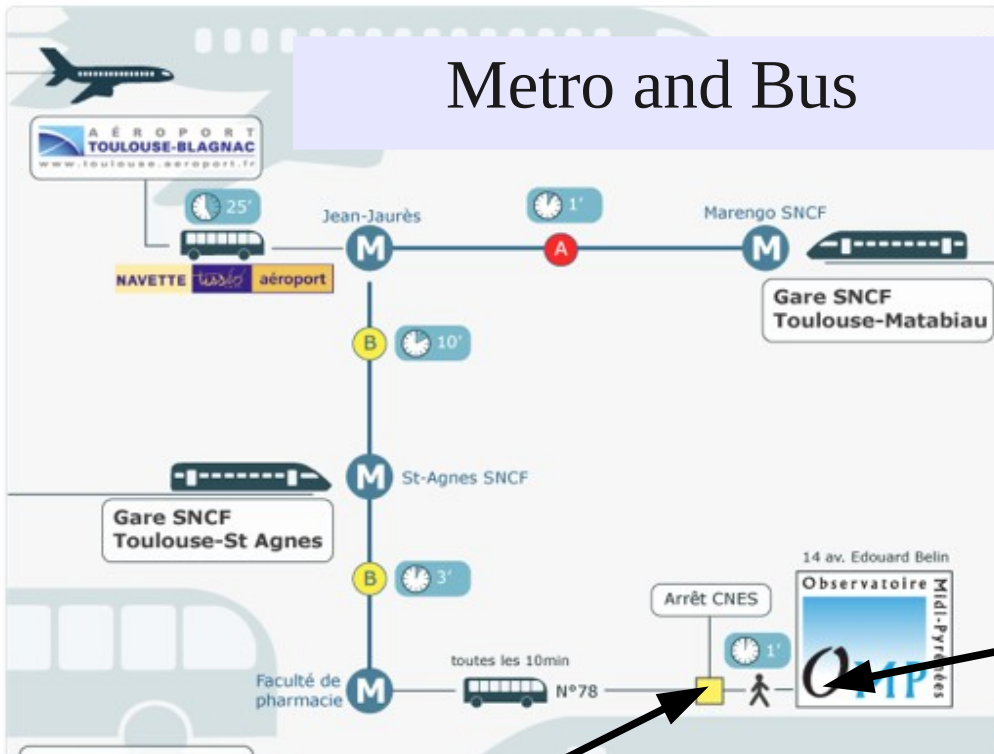 Metro and Bus
AÉROPORT
TOULOUSE-BLAGNAC
www.toulouse.aeroport.fr
25'
Jean-Jaurès
M
1'
A
Marengo SNCF
M
NAVETTE tisséo aéroport
Gare SNCF
Toulouse-Matabiau
B
10'
M
St-Agnes SNCF
Gare SNCF
Toulouse-St Agnes
B
3'
14 av. Edouard Belin
Observatoire
Midi-Pyrénées
OMP
Arrêt CNES
1'
toutes les 10min
Faculté de
pharmacie
M
N°78